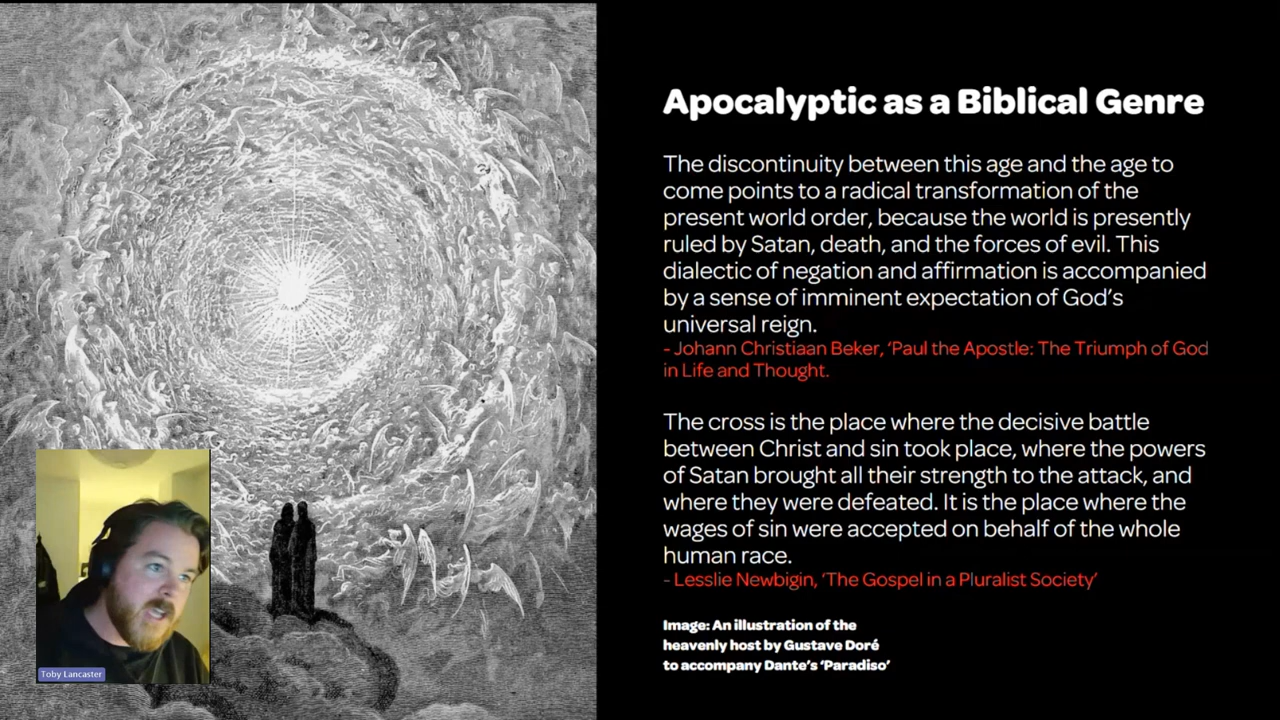 Apocalyptic as a Biblical Genre
The discontinuity between this age and the age to
come points to a radical transformation of the
present world order, because the world is presently
ruled by Satan, death, and the forces of evil. This
dialectic of negation and affirmation is accompanied
by a sense of imminent expectation of God's
universal reign.
- Johann Christiaan Beker, 'Paul the Apostle: The Triumph of God
in Life and Thought.
The cross is the place where the decisive battle
between Christ and sin took place, where the powers
of Satan brought all their strength to the attack, and
where they were defeated. It is the place where the
wages of sin were accepted on behalf of the whole
human race.
- Lesslie Newbigin, 'The Gospel in a Pluralist Society'
Image: An illustration of the
heavenly host by Gustave Doré
to accompany Dante's 'Paradiso'
Toby Lancaster